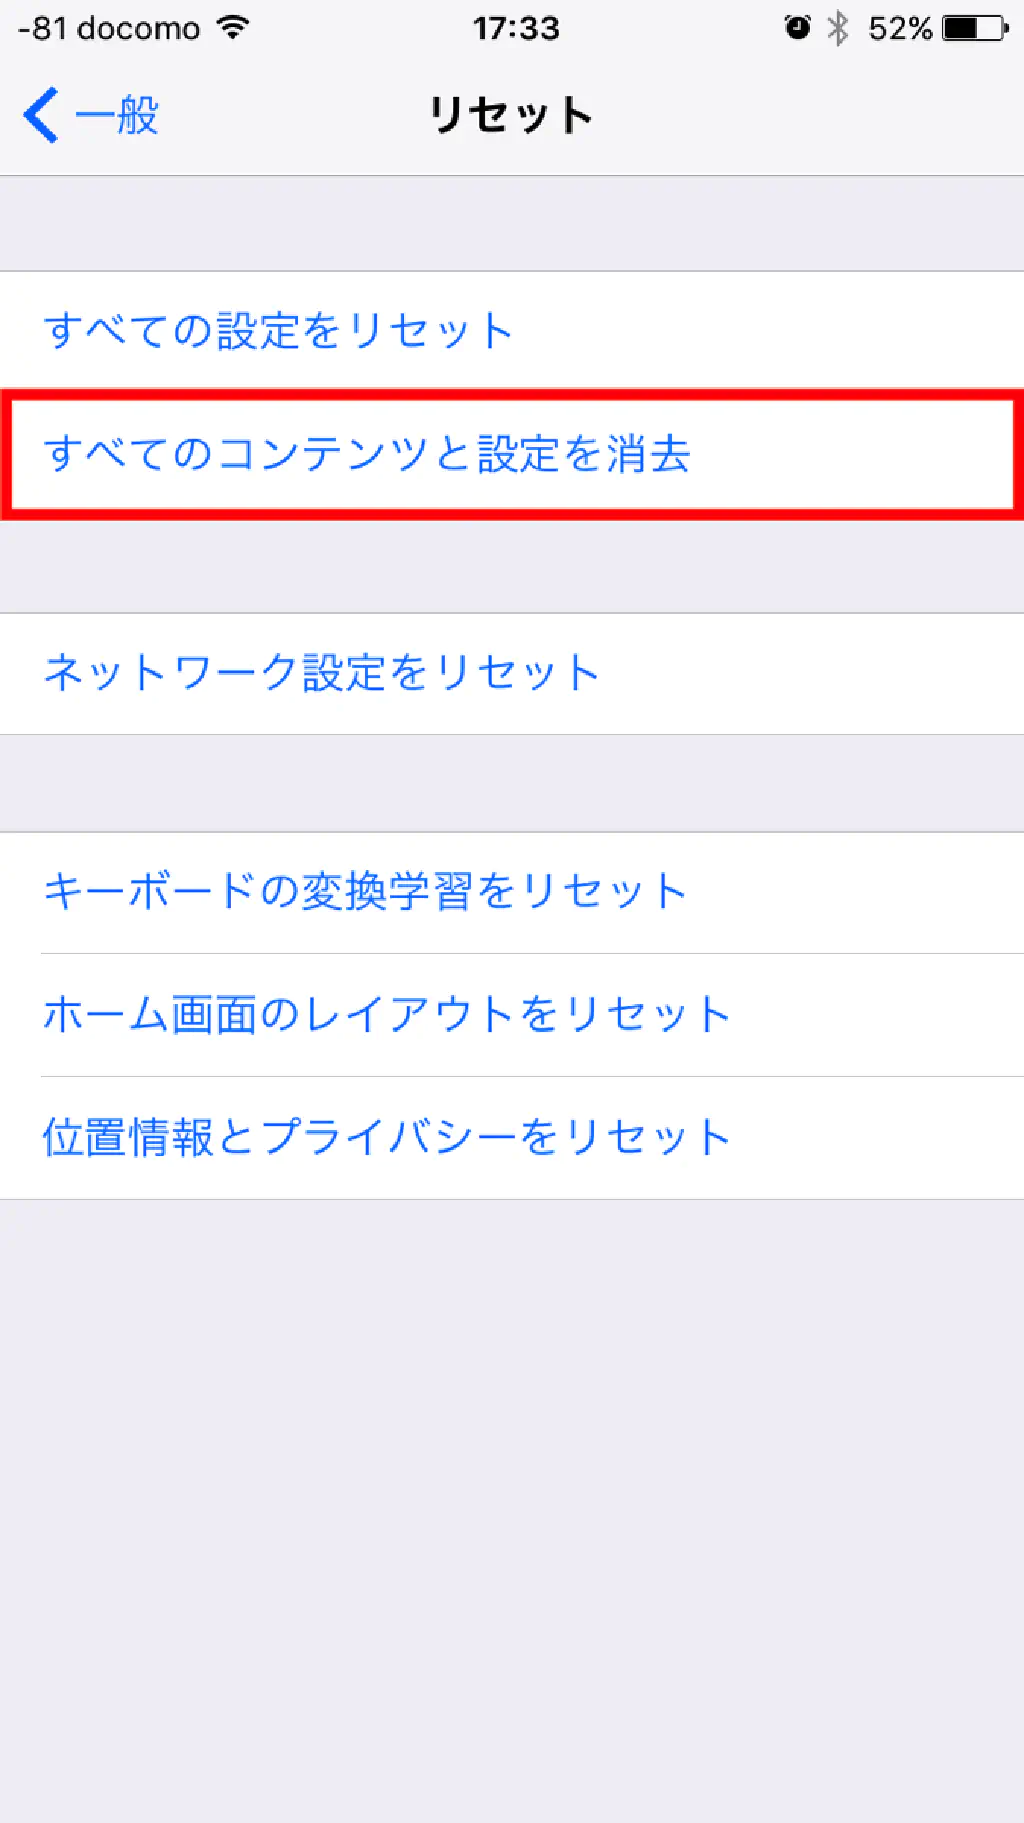 -81 docomo 17:33 52%
一般 リセット
すべての設定をリセット
すべてのコンテンツと設定を消去
ネットワーク設定をリセット
キーボードの変換学習をリセット
ホーム画面のレイアウトをリセット
位置情報とプライバシーをリセット